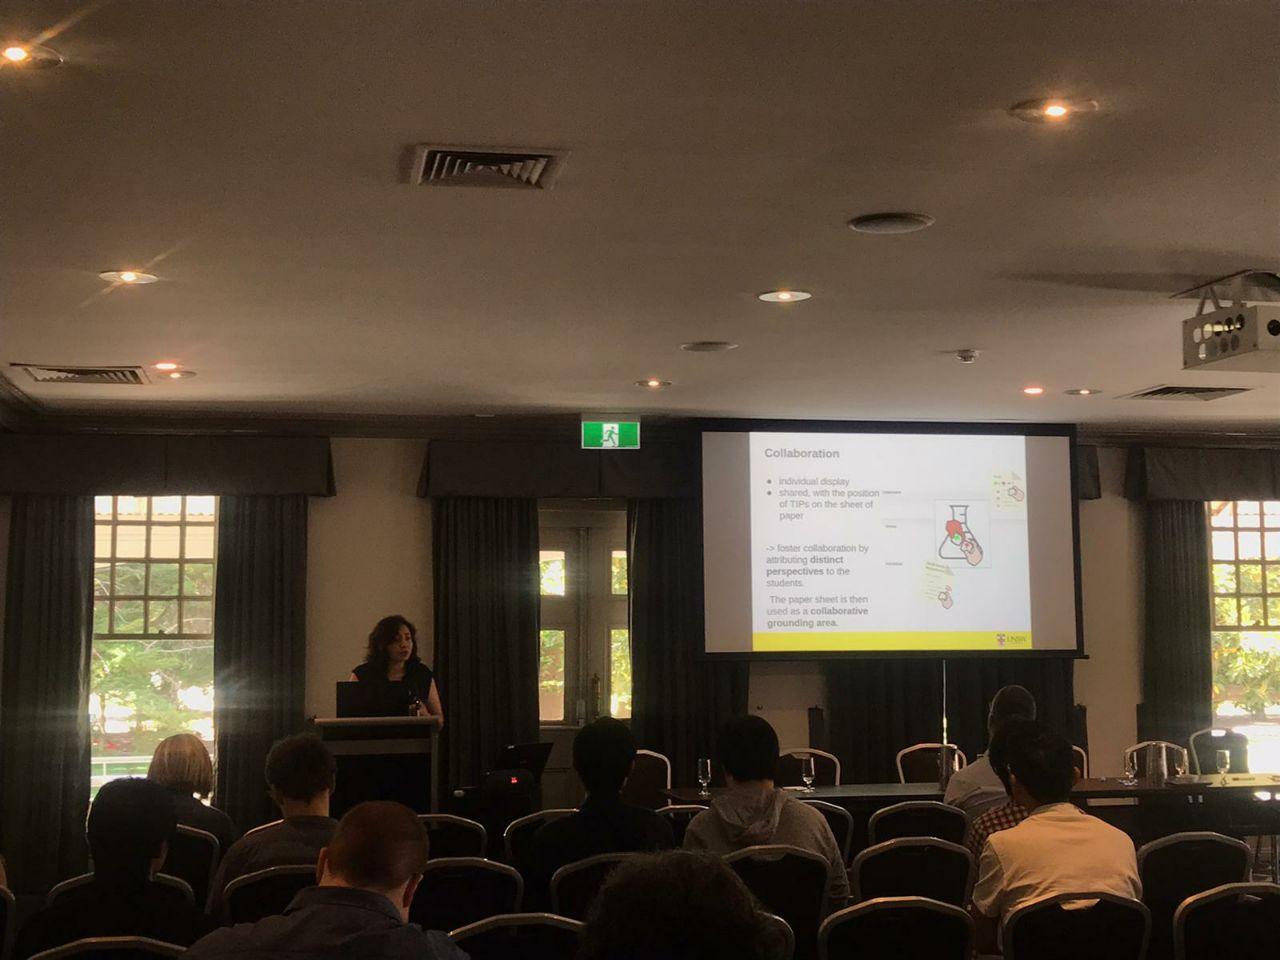 Collaboration
● individual display
● shared, with the position
of TIPs on the sheet of
paper
-> foster collaboration by
attributing distinct
perspectives to the
students.
The paper sheet is then
used as a collaborative
grounding area.
UNSW